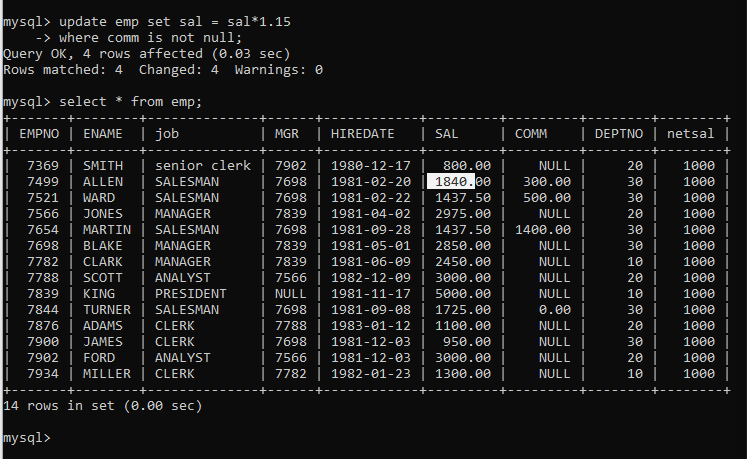 mysql> update emp set sal = sal*1.15
    -> where comm is not null;
Query OK, 4 rows affected (0.03 sec)
Rows matched: 4  Changed: 4  Warnings: 0
mysql> select * from emp;
+-------+--------+--------------+------+------------+---------+---------+--------+--------+
| EMPNO | ENAME  | job          | MGR  | HIREDATE   | SAL     | COMM    | DEPTNO | netsal |
+-------+--------+--------------+------+------------+---------+---------+--------+--------+
|  7369 | SMITH  | senior clerk | 7902 | 1980-12-17 |  800.00 |    NULL |     20 |   1000 |
|  7499 | ALLEN  | SALESMAN     | 7698 | 1981-02-20 | 1840.00 |  300.00 |     30 |   1000 |
|  7521 | WARD   | SALESMAN     | 7698 | 1981-02-22 | 1437.50 |  500.00 |     30 |   1000 |
|  7566 | JONES  | MANAGER      | 7839 | 1981-04-02 | 2975.00 |    NULL |     20 |   1000 |
|  7654 | MARTIN | SALESMAN     | 7698 | 1981-09-28 | 1437.50 | 1400.00 |     30 |   1000 |
|  7698 | BLAKE  | MANAGER      | 7839 | 1981-05-01 | 2850.00 |    NULL |     30 |   1000 |
|  7782 | CLARK  | MANAGER      | 7839 | 1981-06-09 | 2450.00 |    NULL |     10 |   1000 |
|  7788 | SCOTT  | ANALYST      | 7566 | 1982-12-09 | 3000.00 |    NULL |     20 |   1000 |
|  7839 | KING   | PRESIDENT    | NULL | 1981-11-17 | 5000.00 |    NULL |     10 |   1000 |
|  7844 | TURNER | SALESMAN     | 7698 | 1981-09-08 | 1725.00 |    0.00 |     30 |   1000 |
|  7876 | ADAMS  | CLERK        | 7788 | 1983-01-12 | 1100.00 |    NULL |     20 |   1000 |
|  7900 | JAMES  | CLERK        | 7698 | 1981-12-03 |  950.00 |    NULL |     30 |   1000 |
|  7902 | FORD   | ANALYST      | 7566 | 1981-12-03 | 3000.00 |    NULL |     20 |   1000 |
|  7934 | MILLER | CLERK        | 7782 | 1982-01-23 | 1300.00 |    NULL |     10 |   1000 |
+-------+--------+--------------+------+------------+---------+---------+--------+--------+
14 rows in set (0.00 sec)
mysql>